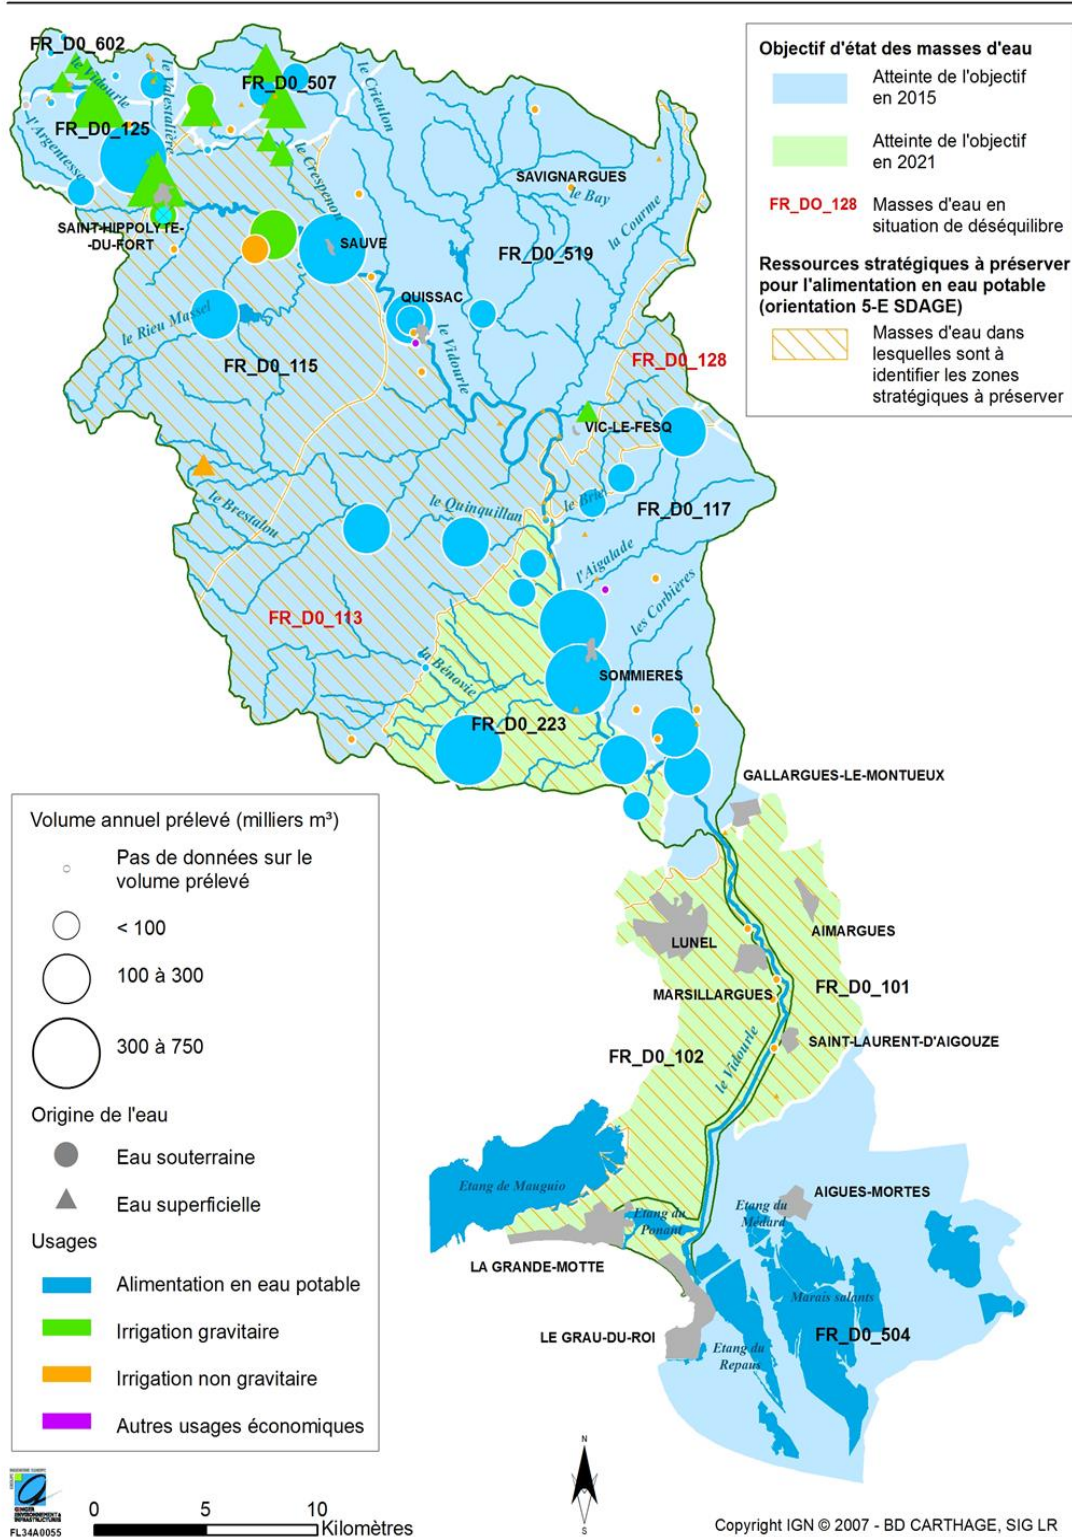 FR_D0_602
le Vidourle
le Valestalière
FR_D0_507
le Crieulon
FR_D0_125
l'Argentesse
le Crespenon
SAVIGNARGUES
le Bay
la Courme
SAINT-HIPPOLYTE-
-DU-FORT
SAUVE
FR_D0_519
QUISSAC
le Rieu Massel
le Vidourle
FR_D0_115
FR_D0_128
VIC-LE-FESQ
le Brestalou
le Quinquillan
le Brie
FR_D0_117
l'Aigalade
les Corbières
FR_D0_113
la Bénovie
SOMMIERES
FR_D0_223
GALLARGUES-LE-MONTUEUX
LUNEL
AIMARGUES
MARSILLARGUES
FR_D0_101
SAINT-LAURENT-D'AIGOUZE
FR_D0_102
le Vidourle
Etang de Mauguio
Etang du
Ponant
Etang du
Médard
AIGUES-MORTES
LA GRANDE-MOTTE
Marais salants
LE GRAU-DU-ROI
FR_D0_504
Etang du
Repaus
Objectif d'état des masses d'eau
Atteinte de l'objectif
en 2015
Atteinte de l'objectif
en 2021
FR_DO_128
Masses d'eau en
situation de déséquilibre
Ressources stratégiques à préserver
pour l'alimentation en eau potable
(orientation 5-E SDAGE)
Masses d'eau dans
lesquelles sont à
identifier les zones
stratégiques à préserver
Volume annuel prélevé (milliers m³)
Pas de données sur le
volume prélevé
< 100
100 à 300
300 à 750
Origine de l'eau
Eau souterraine
Eau superficielle
Usages
Alimentation en eau potable
Irrigation gravitaire
Irrigation non gravitaire
Autres usages économiques
GINGER
ENVIRONNEMENT &
INFRASTRUCTURES
FL34A0055
0 5 10
Kilomètres
N
S
Copyright IGN © 2007 - BD CARTHAGE, SIG LR